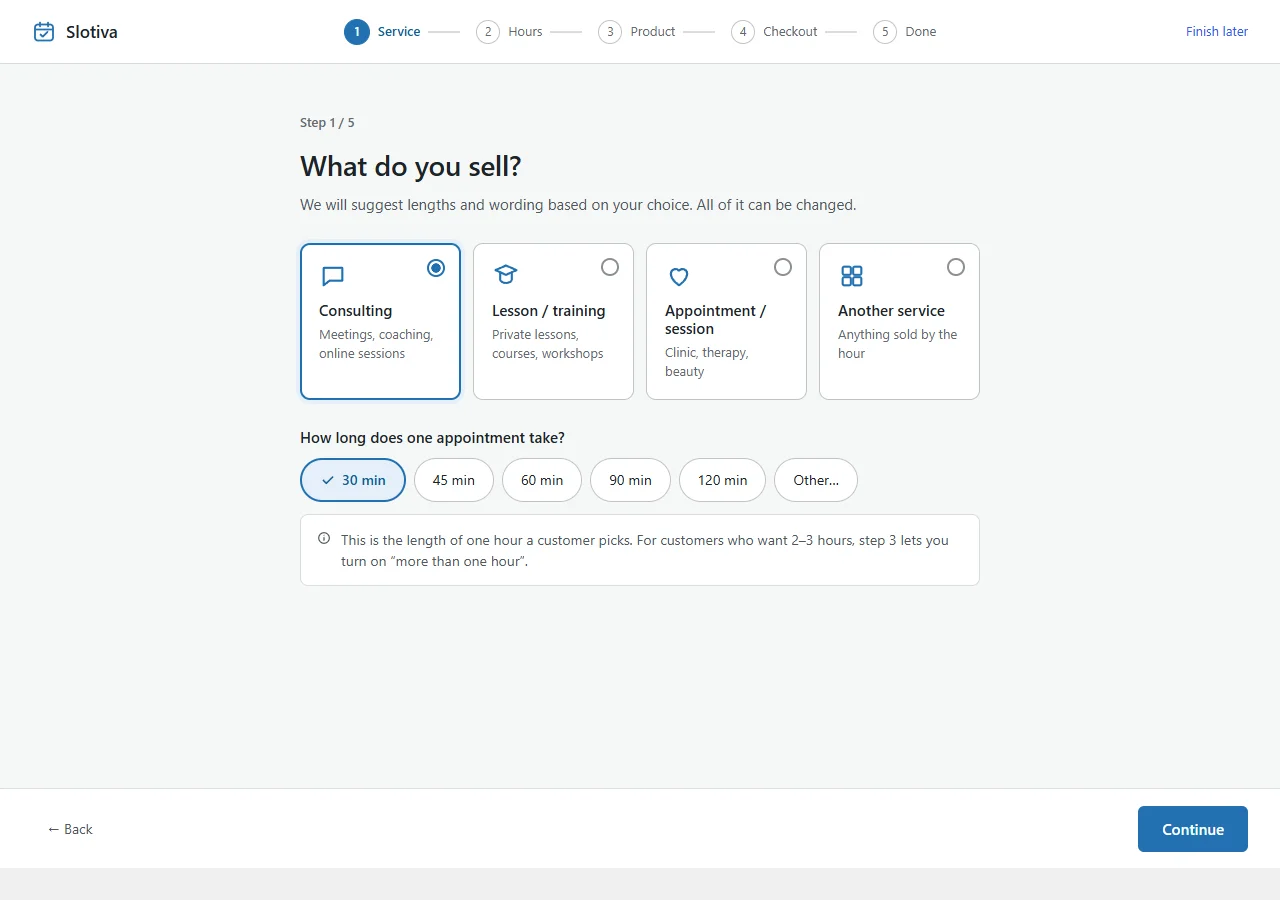 Slotiva
1 Service
2 Hours
3 Product
4 Checkout
5 Done
Finish later
Step 1 / 5
What do you sell?
We will suggest lengths and wording based on your choice. All of it can be changed.
Consulting
Meetings, coaching,
online sessions
Lesson / training
Private lessons,
courses, workshops
Appointment /
session
Clinic, therapy,
beauty
Another service
Anything sold by the
hour
How long does one appointment take?
30 min
45 min
60 min
90 min
120 min
Other...
This is the length of one hour a customer picks. For customers who want 2–3 hours, step 3 lets you
turn on “more than one hour”.
← Back
Continue